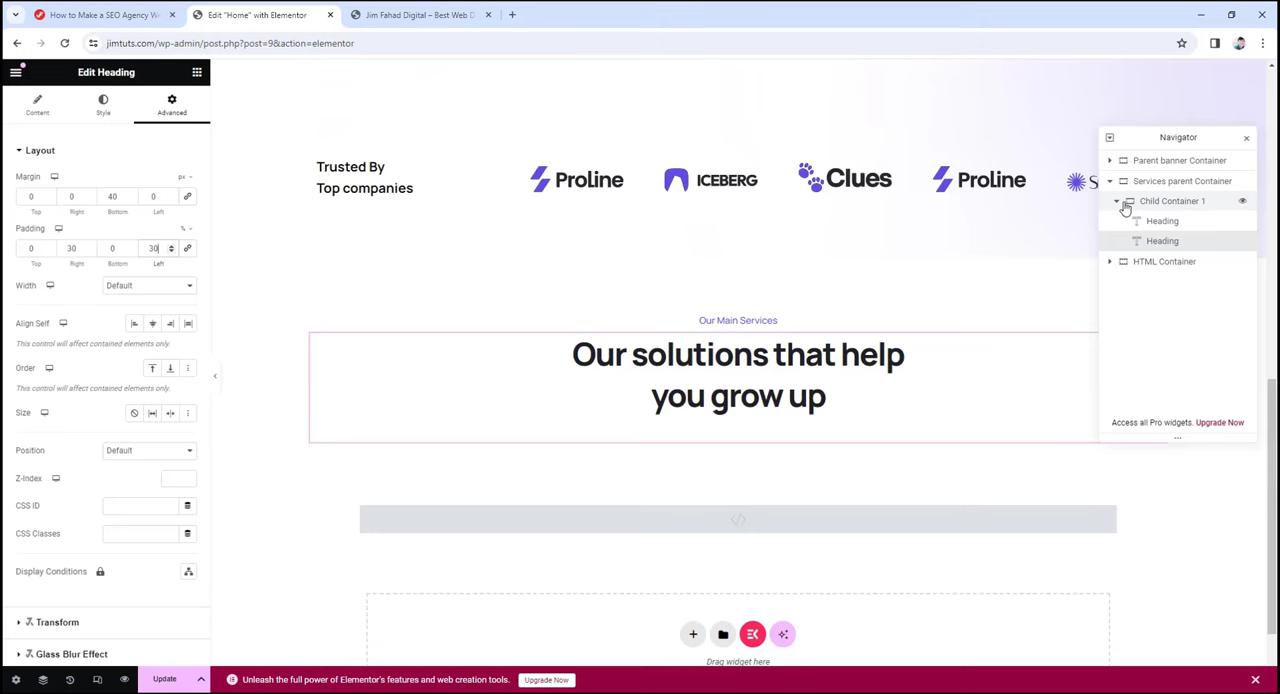 How to Make a SEO Agency W
Edit "Home" with Elementor
Jim Fahad Digital – Best Web D
jimtuts.com/wp-admin/post.php?post=9&action=elementor
Edit Heading
Content
Style
Advanced
Layout
Margin
px
0 0 40 0
Top Right Bottom Left
Padding
%
0 30 0 30
Top Right Bottom Left
Width
Default
Align Self
This control will affect contained elements only.
Order
This control will affect contained elements only.
Size
Position
Default
Z-Index
CSS ID
CSS Classes
Display Conditions
Transform
Glass Blur Effect
Update
Trusted By
Top companies
Proline
ICEBERG
Clues
Proline
S
Our Main Services
Our solutions that help
you grow up
Drag widget here
Navigator
Parent banner Container
Services parent Container
Child Container 1
Heading
Heading
HTML Container
Access all Pro widgets. Upgrade Now
Unleash the full power of Elementor's features and web creation tools.
Upgrade Now